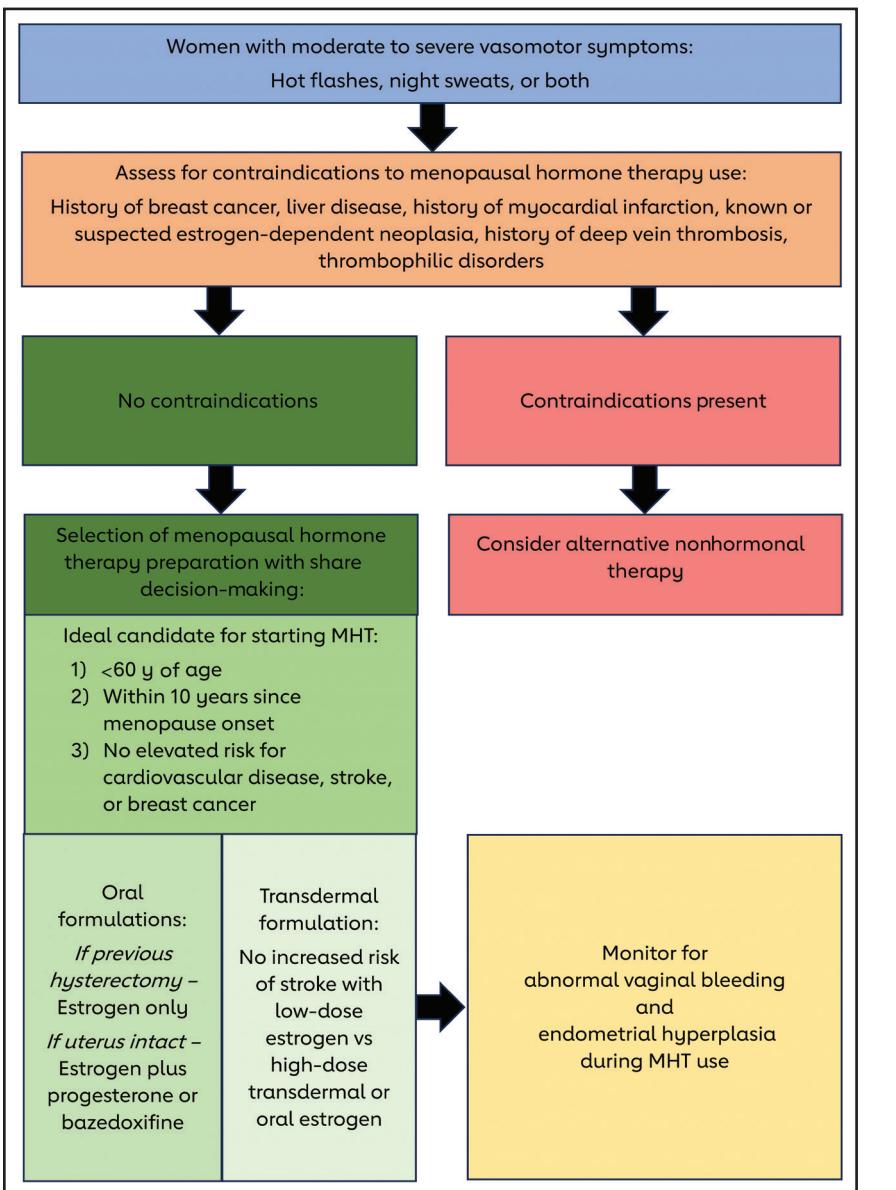 Women with moderate to severe vasomotor symptoms:
Hot flashes, night sweats, or both
Assess for contraindications to menopausal hormone therapy use:
History of breast cancer, liver disease, history of myocardial infarction, known or
suspected estrogen-dependent neoplasia, history of deep vein thrombosis,
thrombophilic disorders
No contraindications
Contraindications present
Selection of menopausal hormone
therapy preparation with share
decision-making:
Consider alternative nonhormonal
therapy
Ideal candidate for starting MHT:
1) <60 y of age
2) Within 10 years since
menopause onset
3) No elevated risk for
cardiovascular disease, stroke,
or breast cancer
Oral
formulations:
If previous
hysterectomy –
Estrogen only
If uterus intact –
Estrogen plus
progesterone or
bazedoxifine
Transdermal
formulation:
No increased risk
of stroke with
low-dose
estrogen vs
high-dose
transdermal or
oral estrogen
Monitor for
abnormal vaginal bleeding
and
endometrial hyperplasia
during MHT use